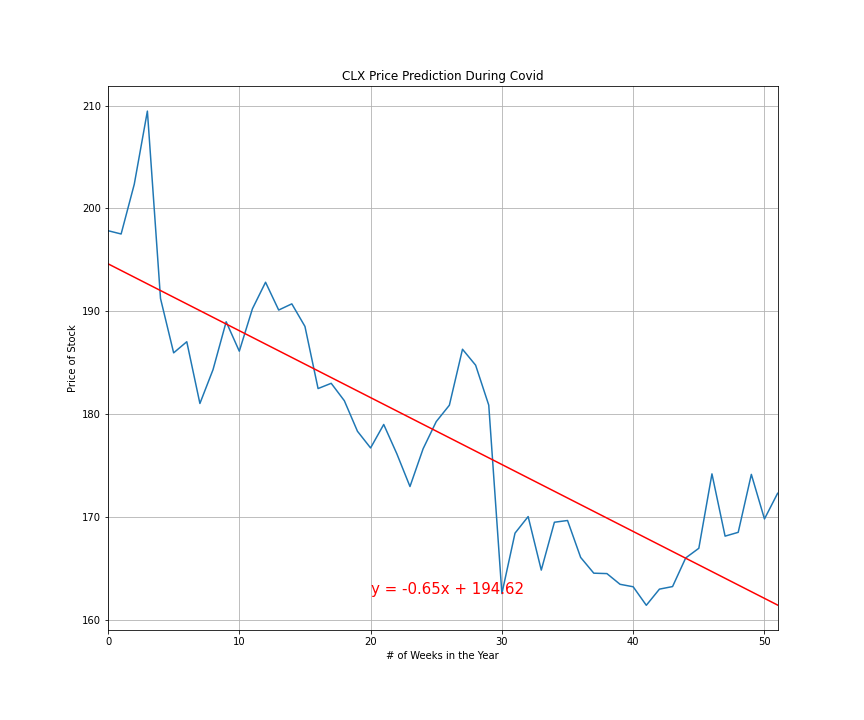 CLX Price Prediction During Covid
210
200
190
180
170
160
Price of Stock
y = -0.65x + 194.62
0 10 20 30 40 50
# of Weeks in the Year